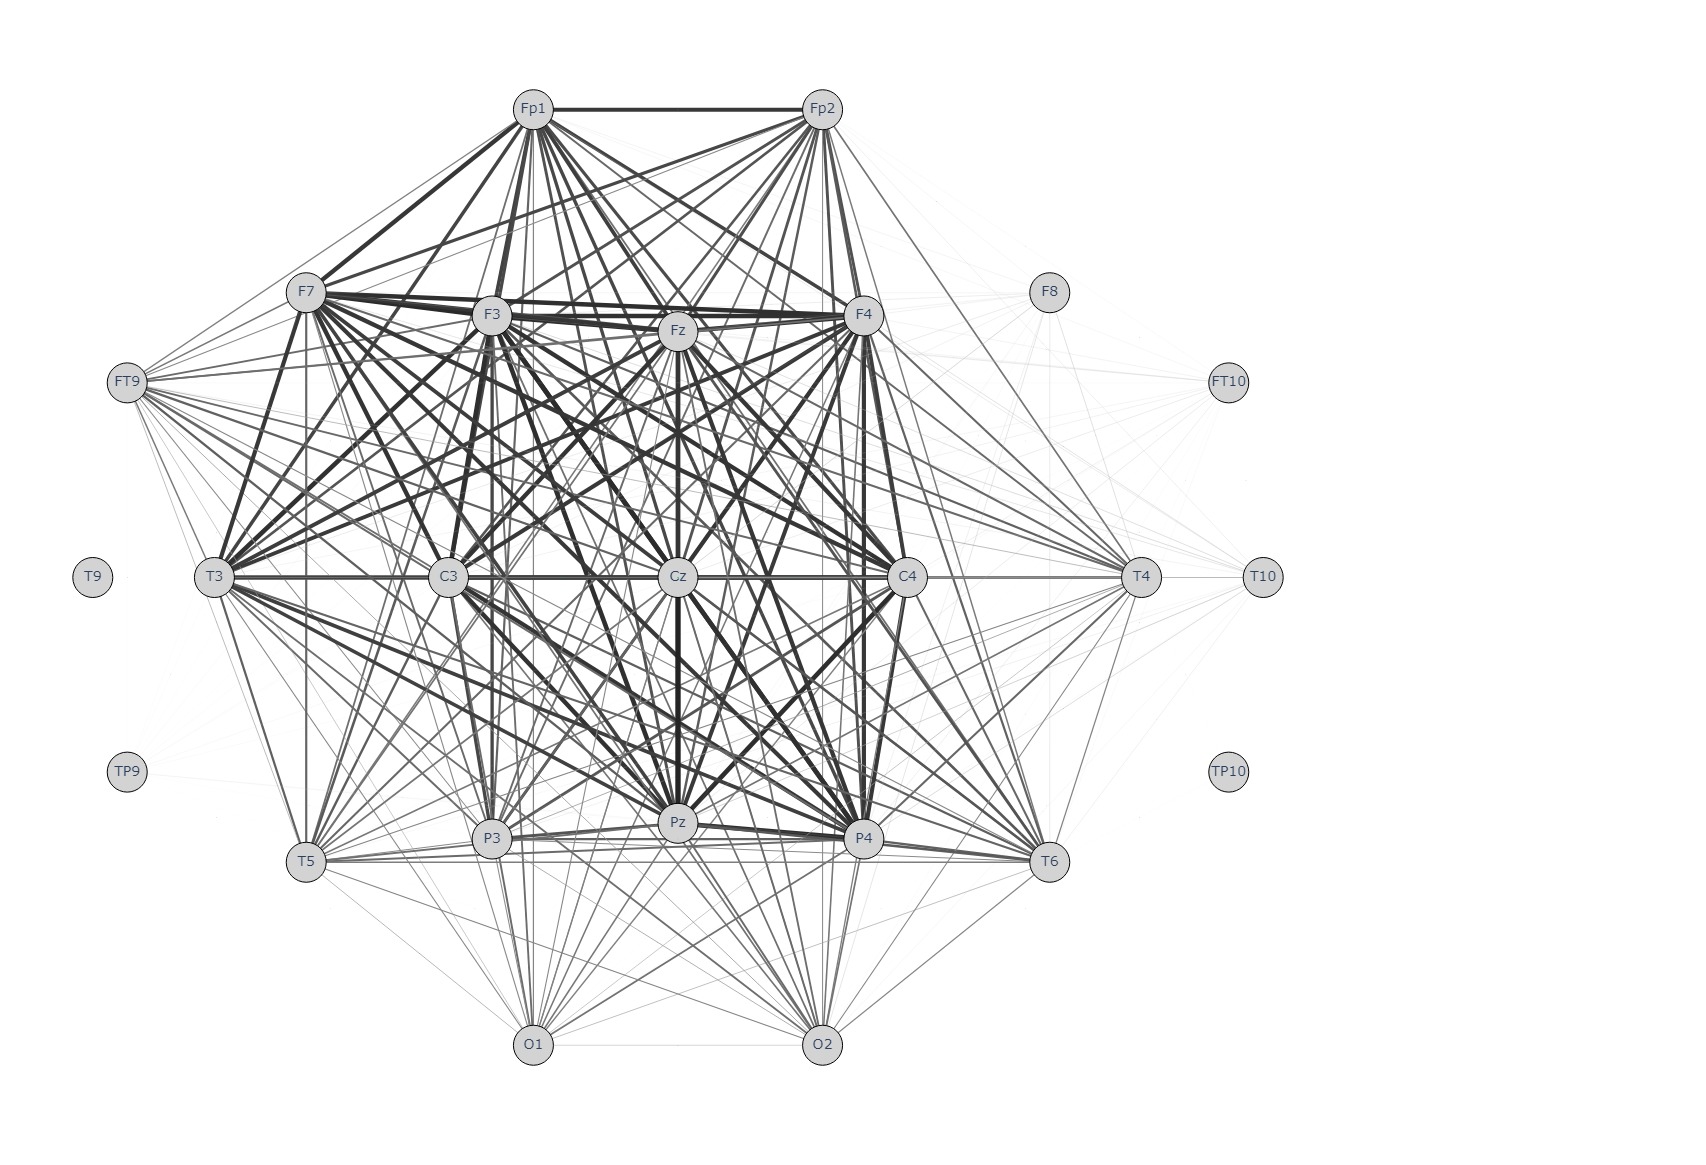 Fp1 Fp2
F7 F3 Fz F4 F8
FT9 FT10
T9 T3 C3 Cz C4 T4 T10
TP9 TP10
T5 P3 Pz P4 T6
O1 O2